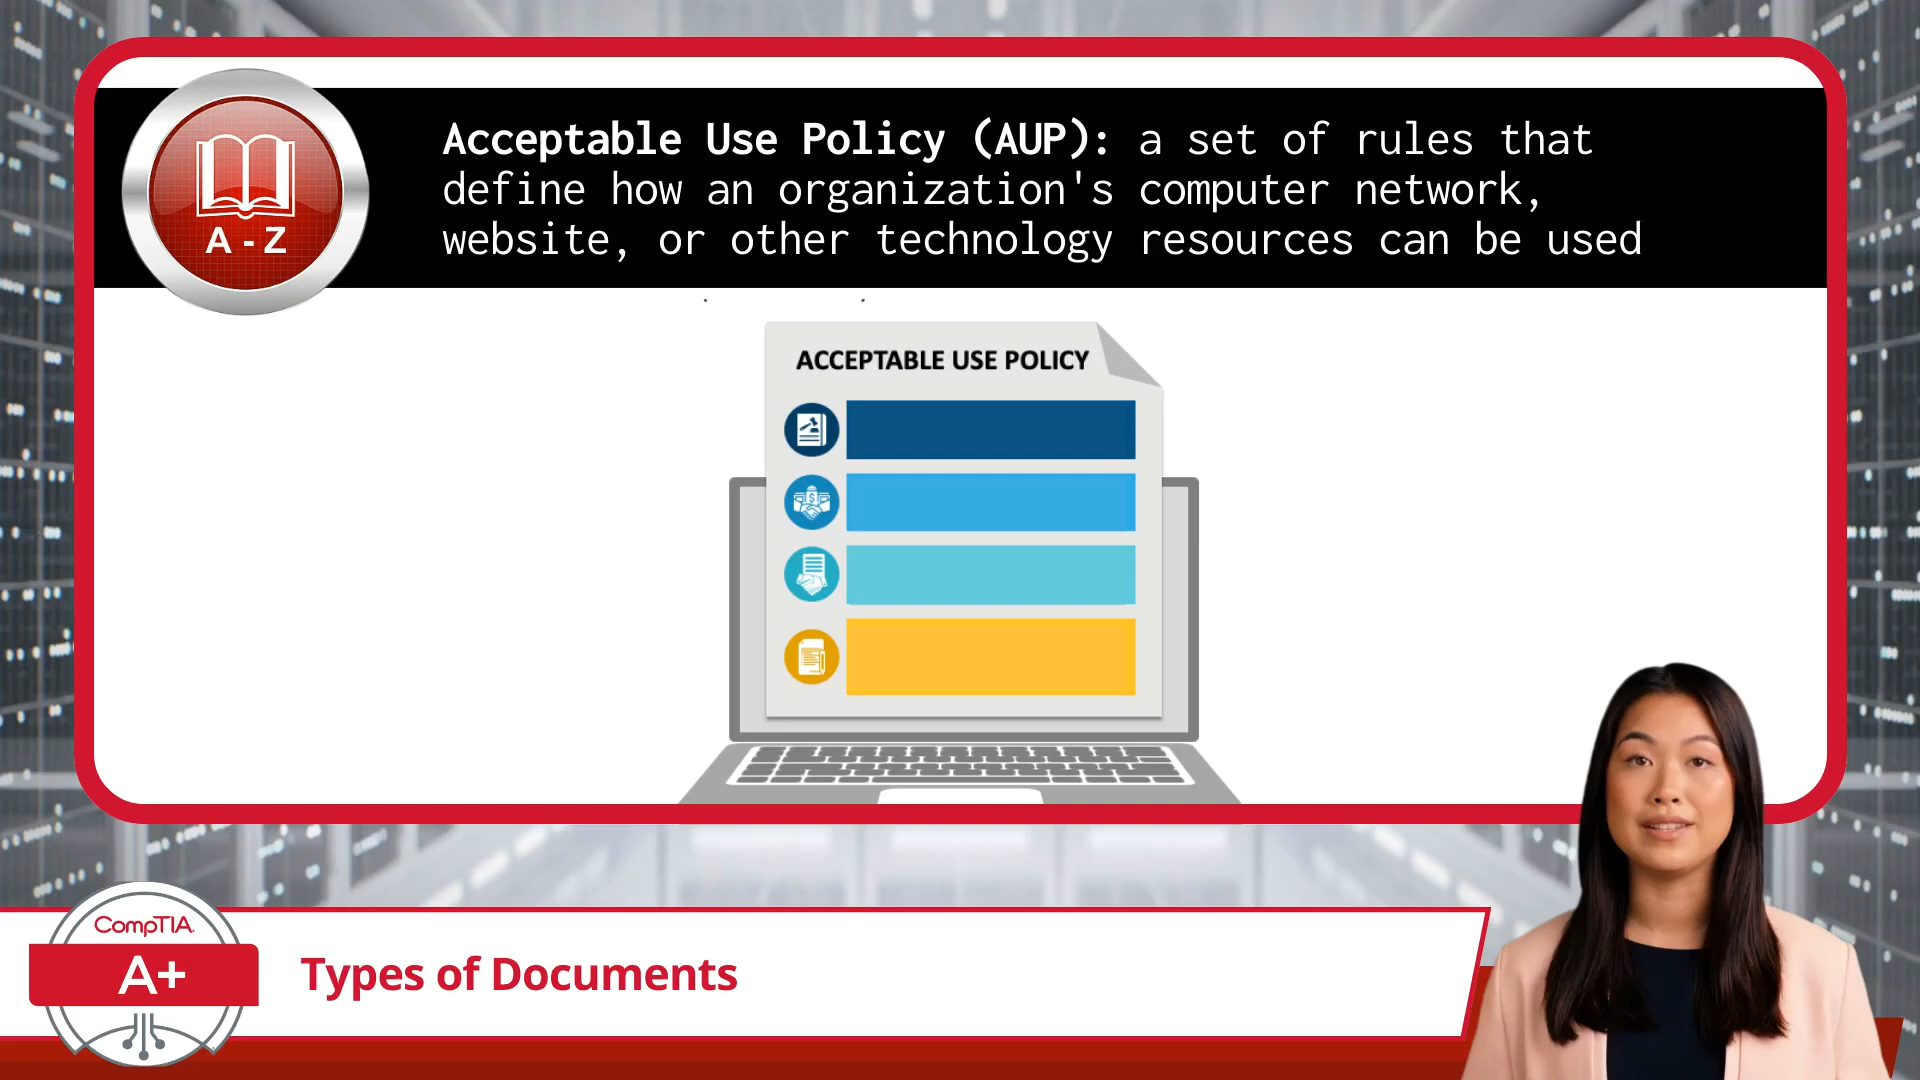 Acceptable Use Policy (AUP): a set of rules that
define how an organization's computer network,
website, or other technology resources can be used
A - Z
ACCEPTABLE USE POLICY
$
CompTIA.
A+
Types of Documents